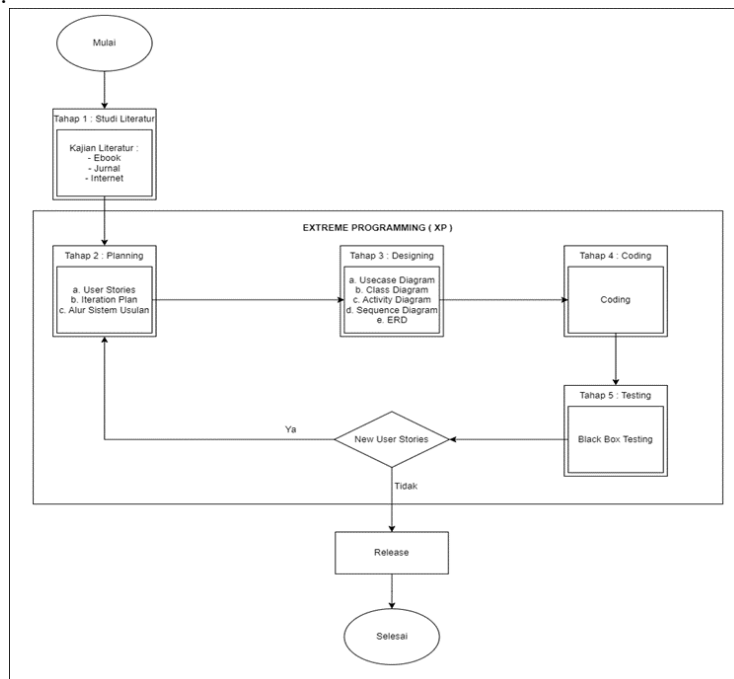 Mulai
Tahap 1 : Studi Literatur
Kajian Literatur :
- Ebook
- Jurnal
- Internet
EXTREME PROGRAMMING ( XP )
Tahap 2 : Planning
a. User Stories
b. Iteration Plan
c. Alur Sistem Usulan
Tahap 3 : Designing
a. Usecase Diagram
b. Class Diagram
c. Activity Diagram
d. Sequence Diagram
e. ERD
Tahap 4 : Coding
Coding
Tahap 5 : Testing
Black Box Testing
New User Stories
Ya
Tidak
Release
Selesai